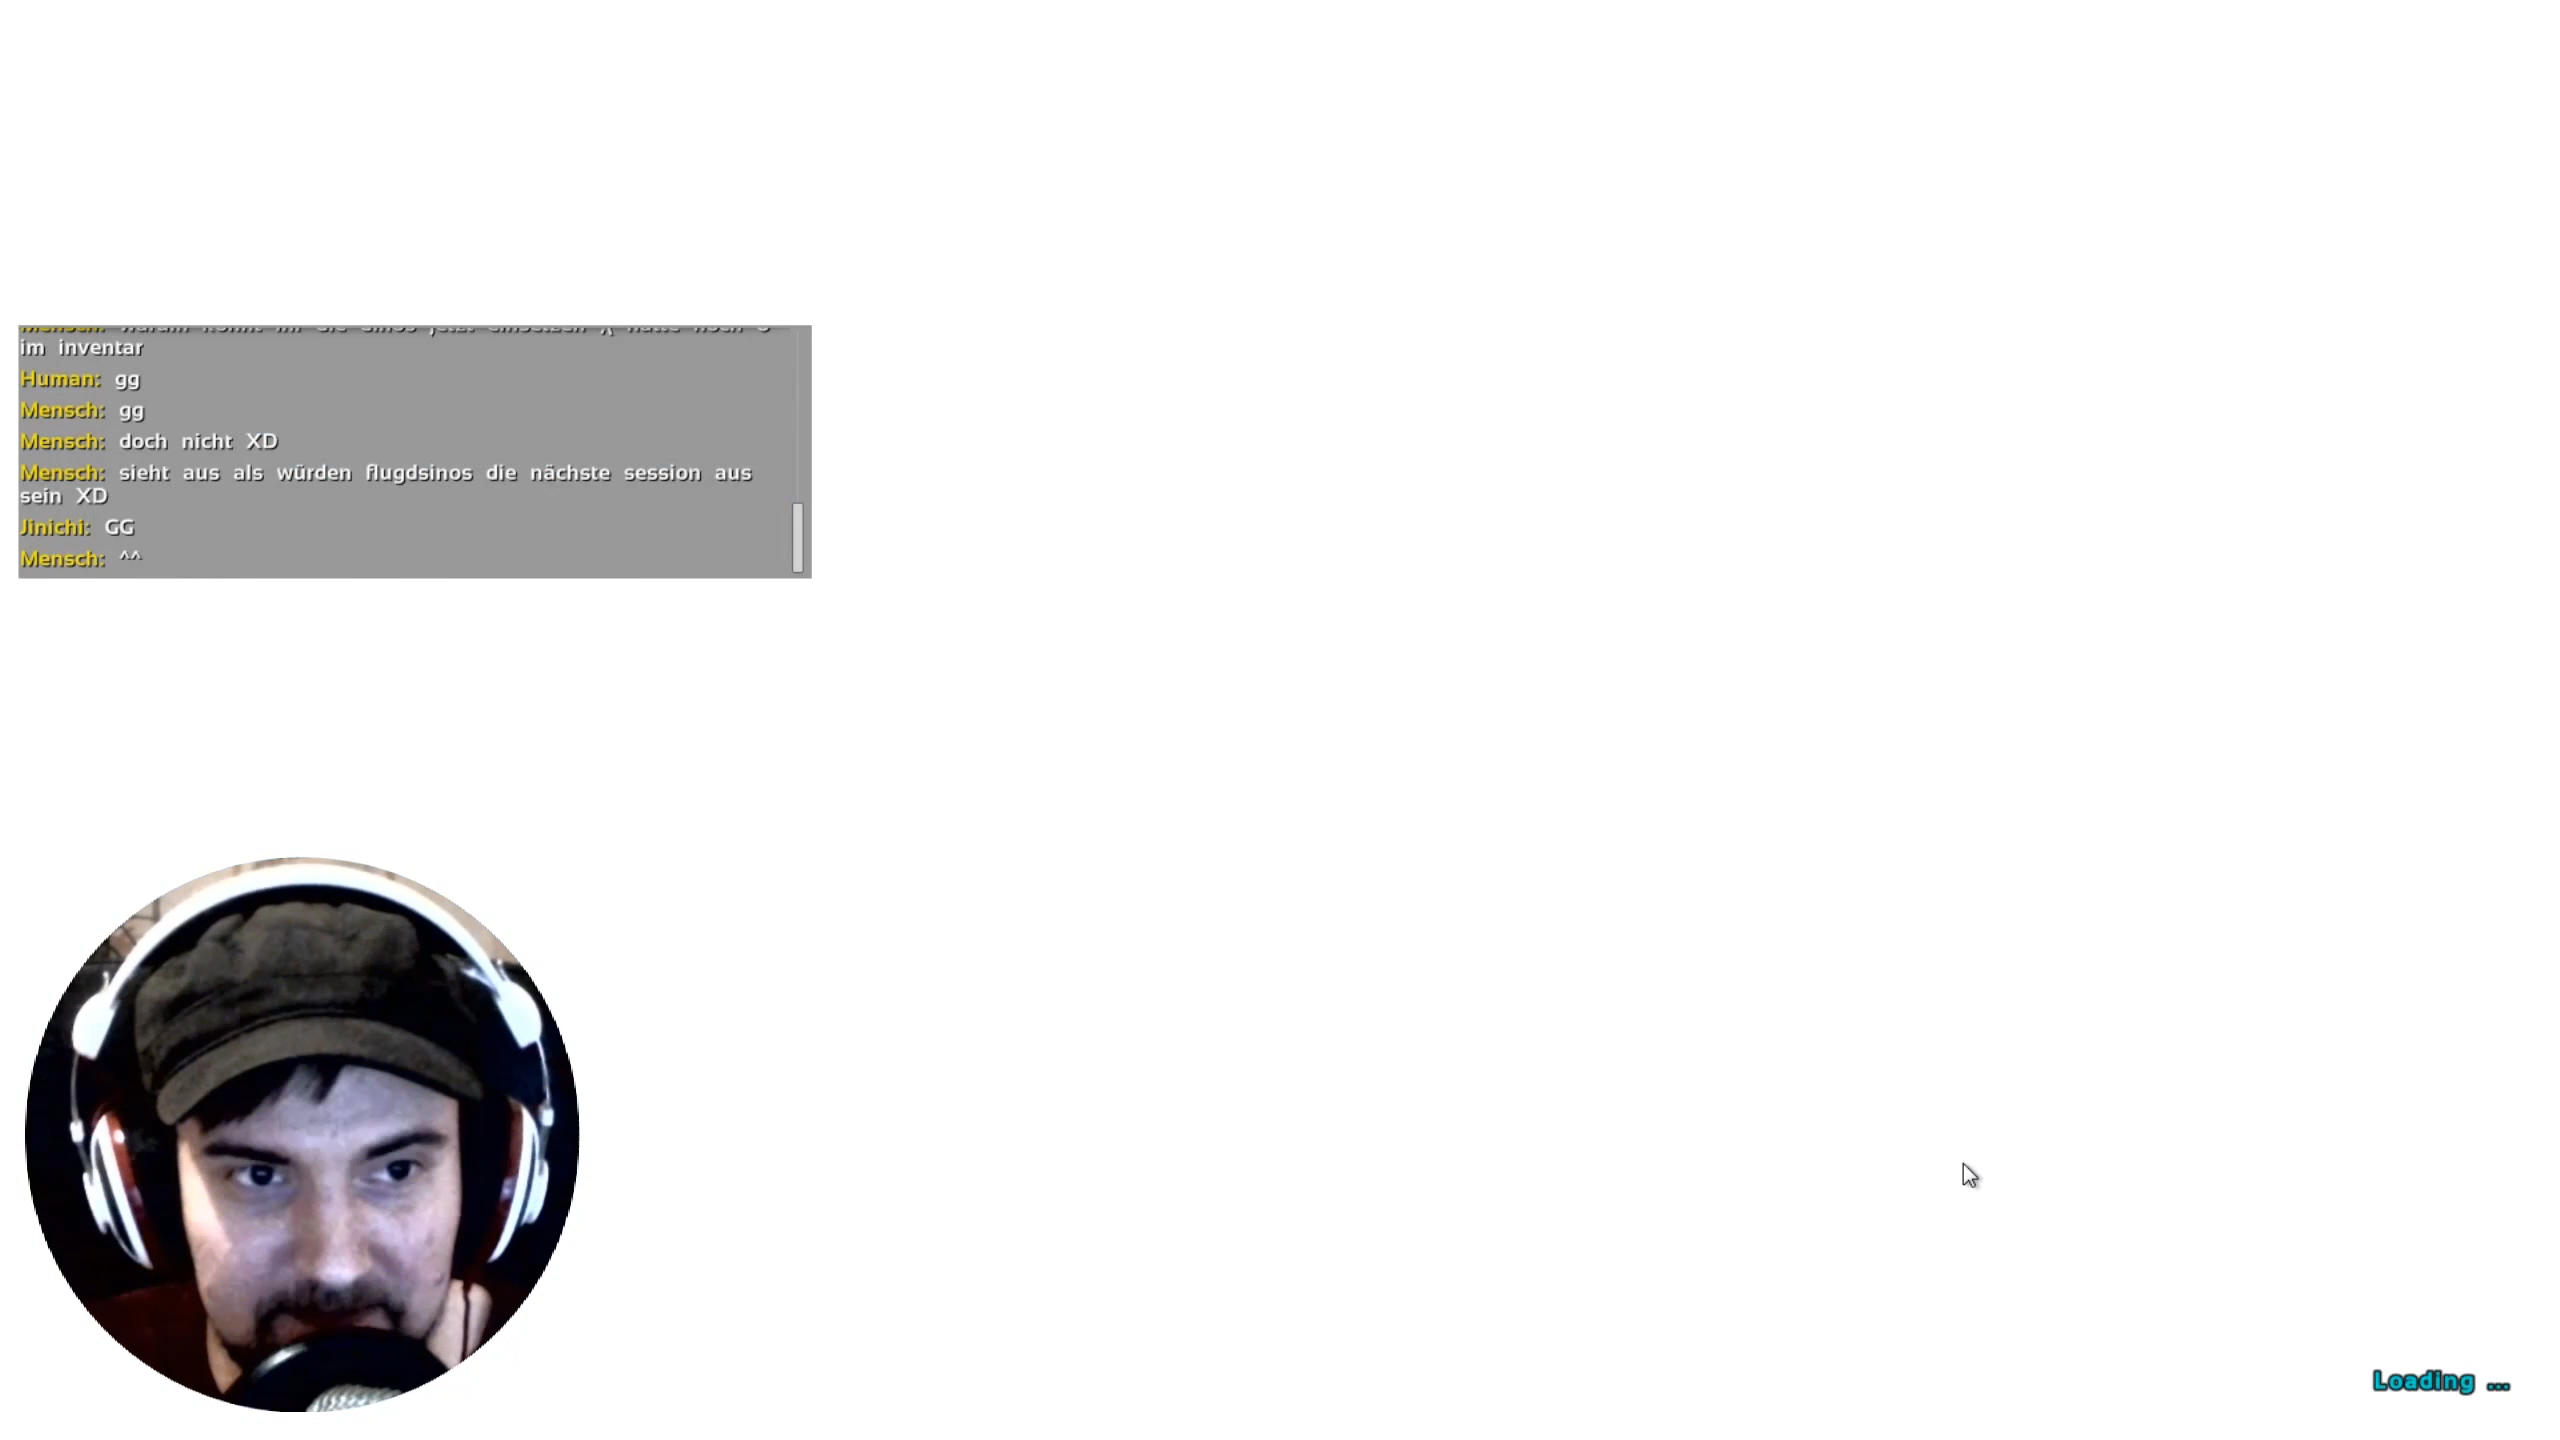 im inventar
Human: gg
Mensch: gg
Mensch: doch nicht XD
Mensch: sieht aus als würden flugdsinos die nächste session aus
sein XD
Jinichi: GG
Mensch: ^^
Loading ...